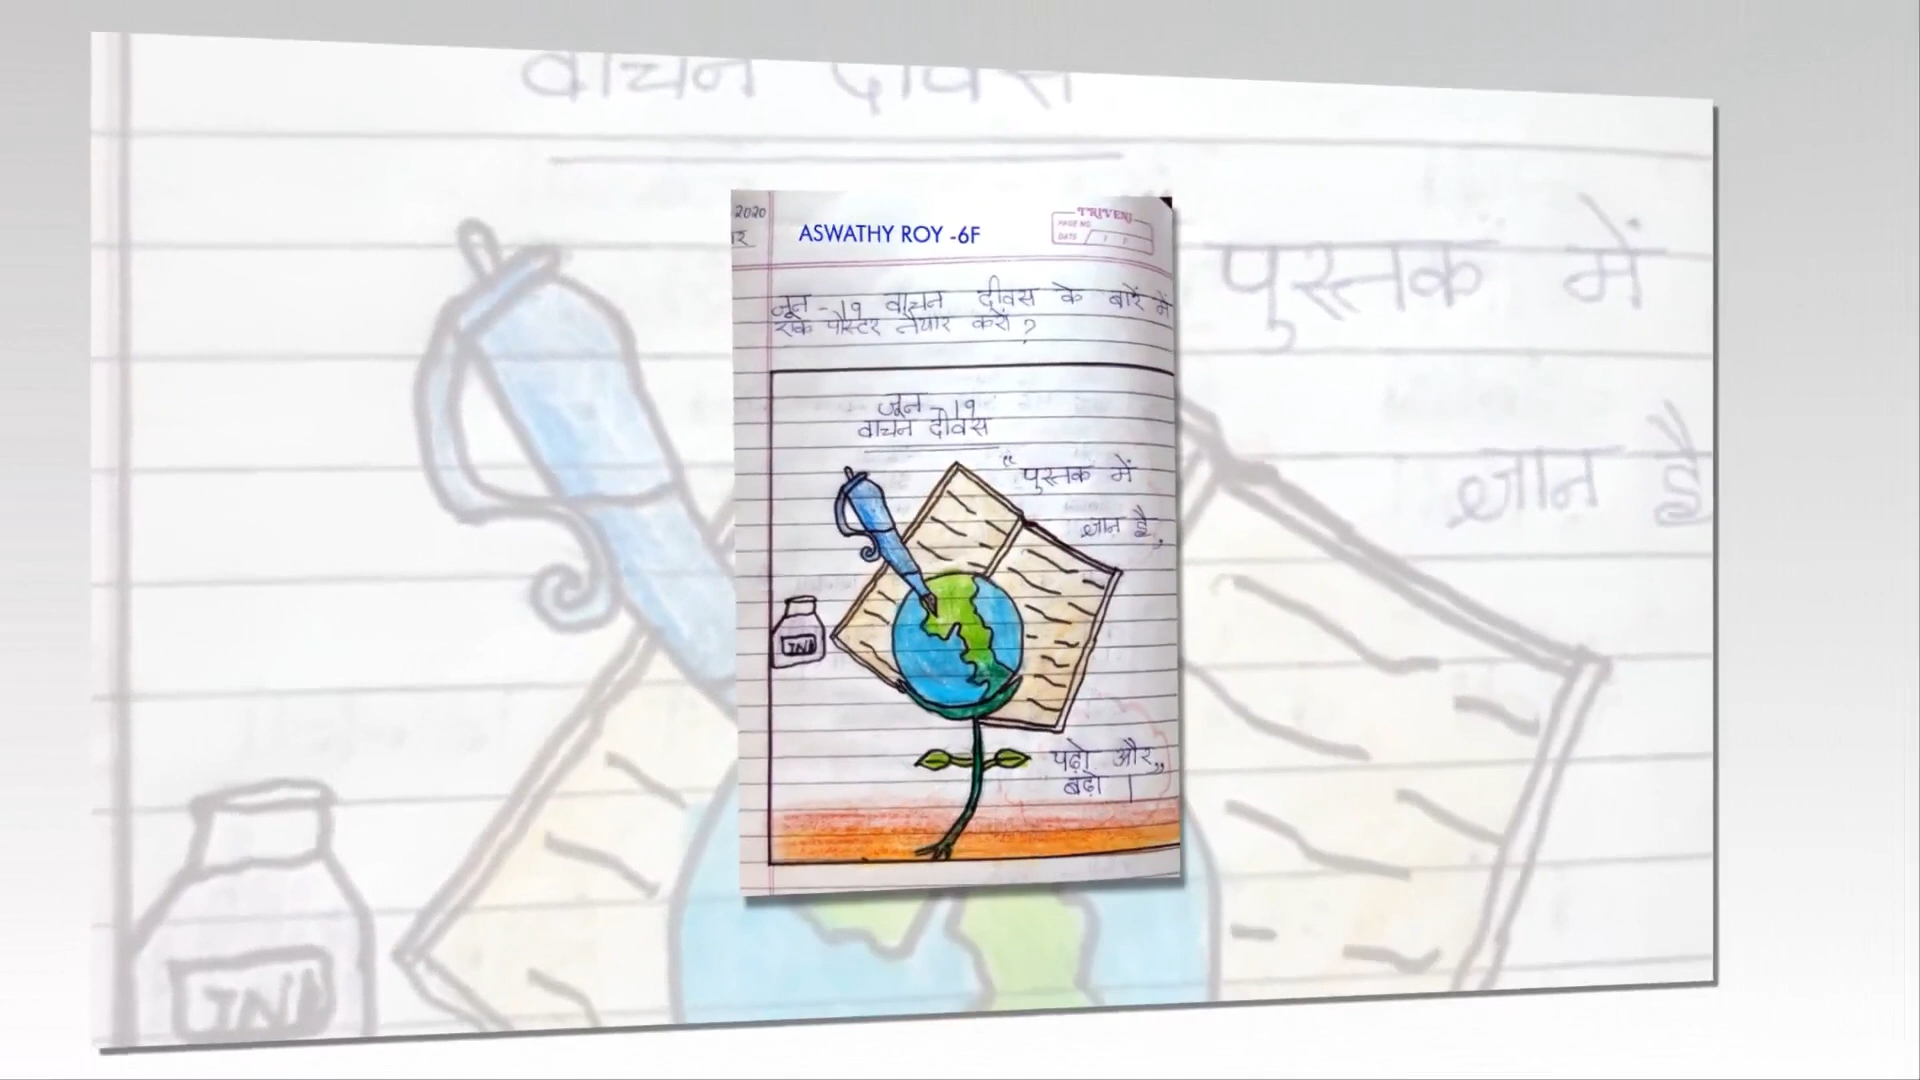 2020
ASWATHY ROY -6F
TRIVENI
PAGE NO.
DATE
जून -19 वाचन दीवस के बारें में
एक पोस्टर तैयार करो ?
जून -19
वाचन दीवस
"पुस्तक में
ज्ञान है,
INK
पढ़ो और,,
बढ़ो ।
वाचन दीवस
पुस्तक में
ज्ञान है
INK